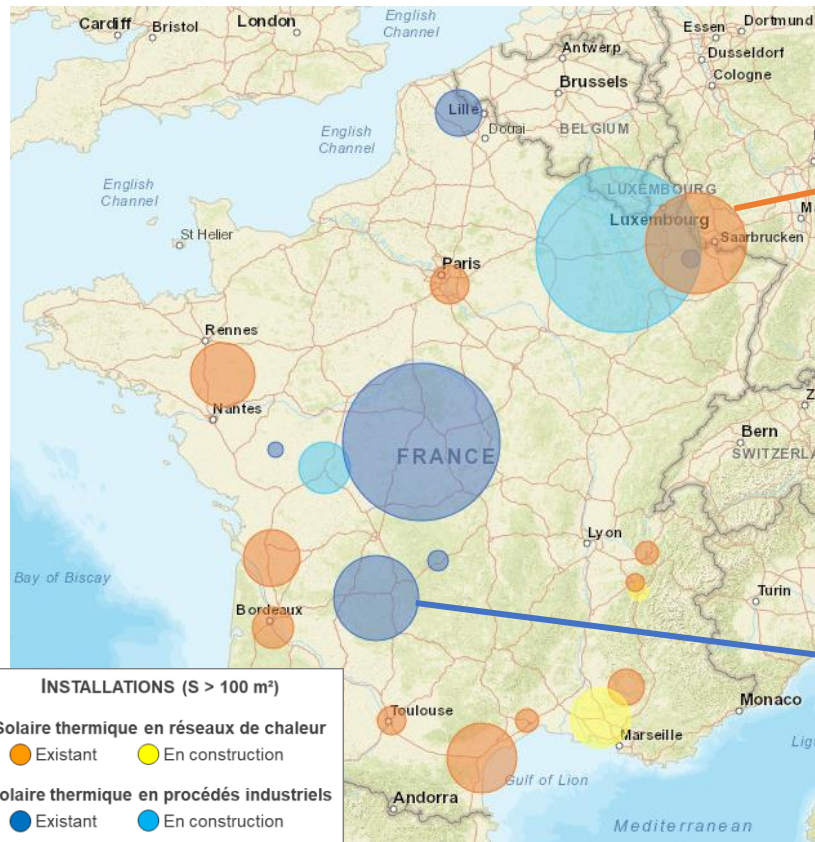 Cardiff
Bristol
London
English
Channel
Essen
Dortmund
Antwerp
Dusseldorf
Brussels
Cologne
Lille
Douai
BELGIUM
English
Channel
English
Channel
LUXEMBOURG
Luxembourg
Saarbrucken
St Helier
Paris
Rennes
Nantes
FRANCE
Bern
SWITZERLA
Lyon
Bay of Biscay
Turin
Bordeaux
Toulouse
Monaco
Marseille
Gulf of Lion
Andorra
Mediterranean
INSTALLATIONS (S > 100 m²)
Solaire thermique en réseaux de chaleur
Existant En construction
olaire thermique en procédés industriels
Existant En construction